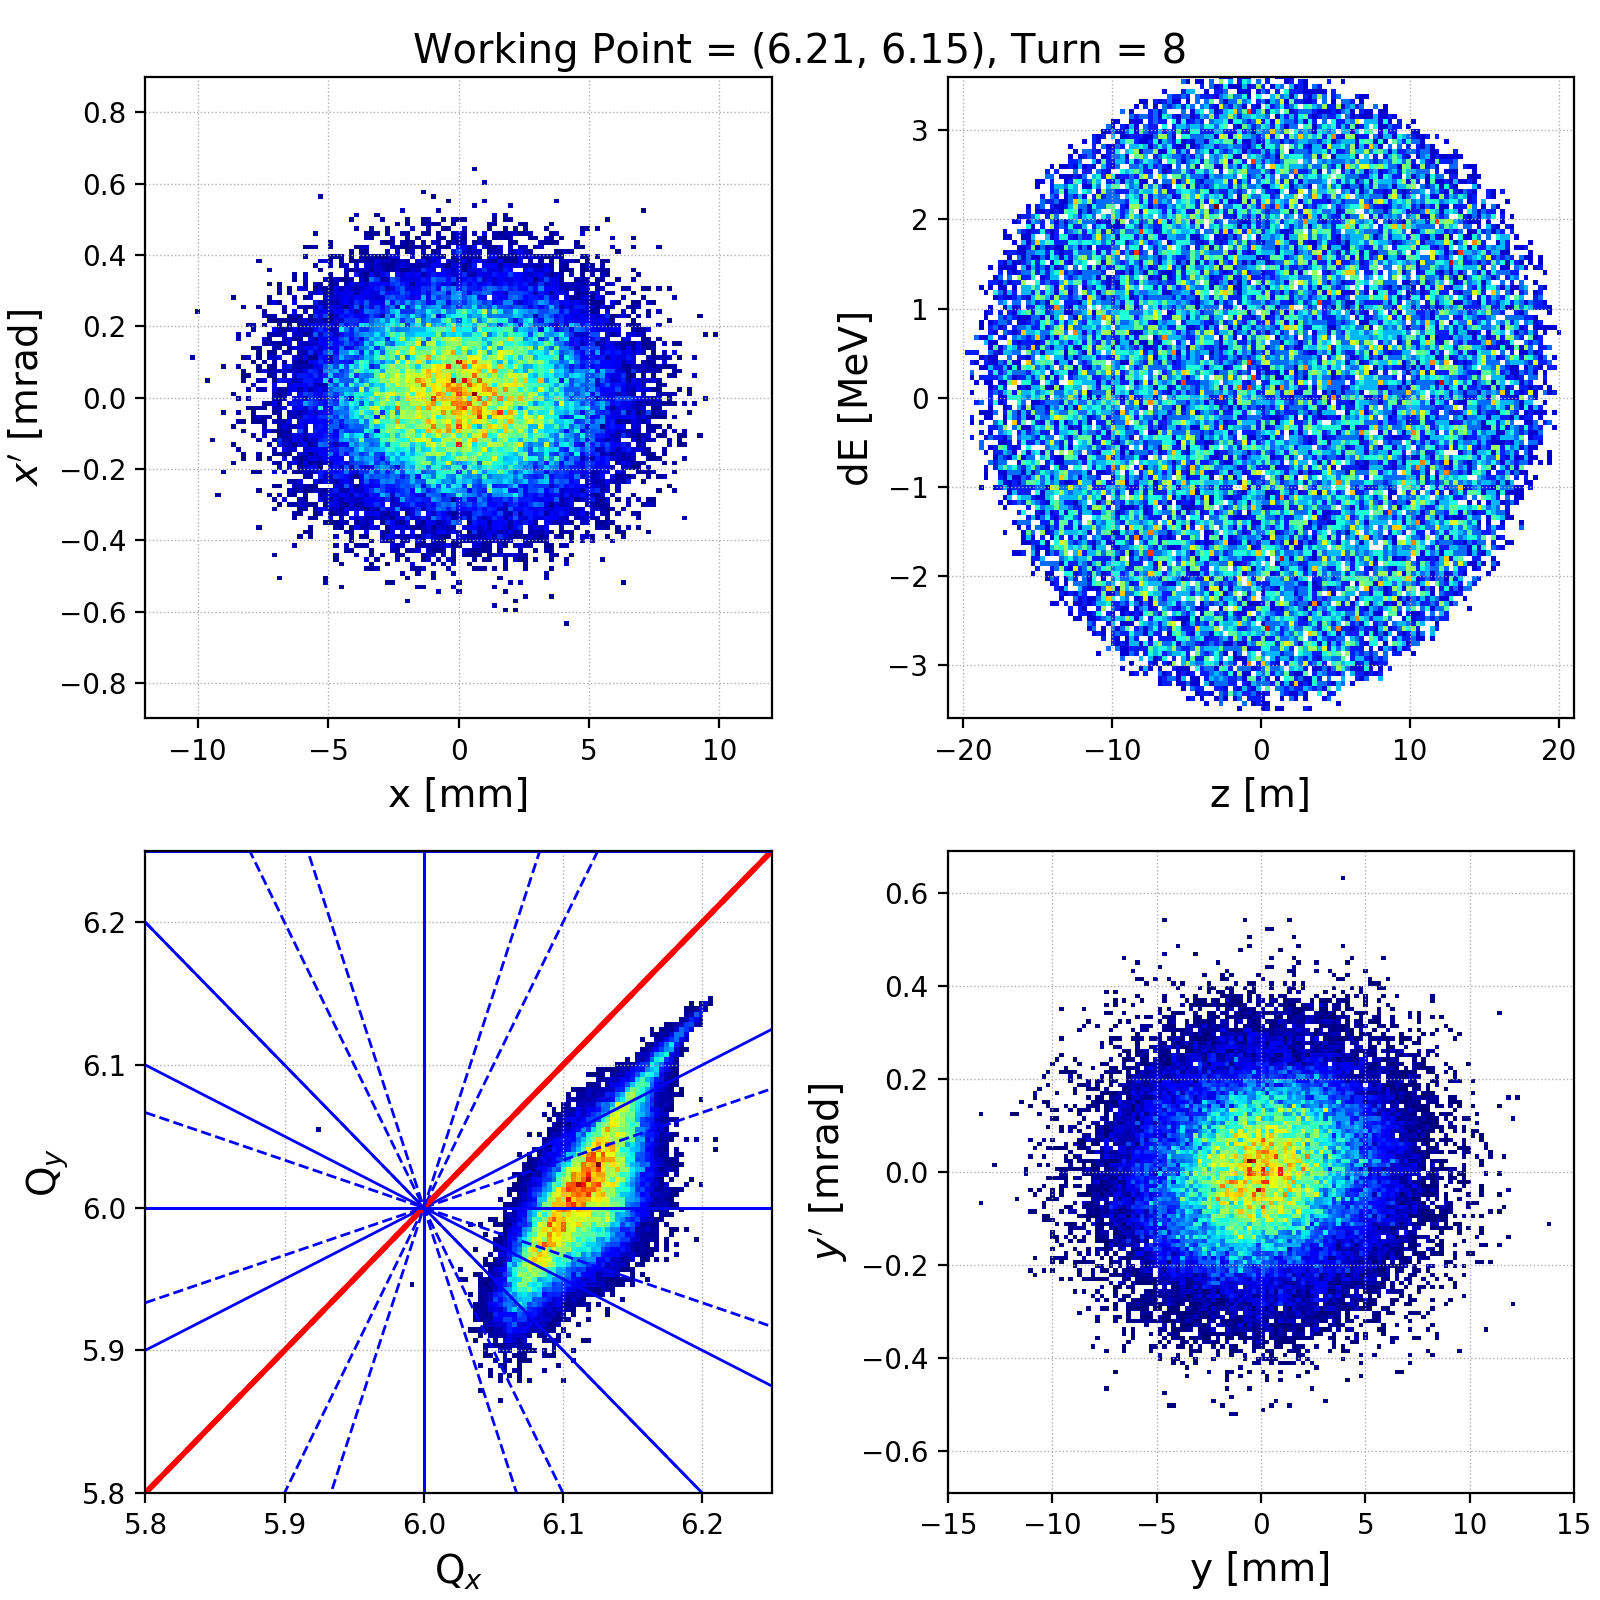 Working Point = (6.21, 6.15), Turn = 8
0.8
0.6
0.4
0.2
0.0
−0.2
−0.4
−0.6
−0.8
x′ [mrad]
−10 −5 0 5 10
x [mm]
3
2
1
0
−1
−2
−3
dE [MeV]
−20 −10 0 10 20
z [m]
6.2
6.1
6.0
5.9
5.8
Qy
5.8 5.9 6.0 6.1 6.2
Qx
0.6
0.4
0.2
0.0
−0.2
−0.4
−0.6
y′ [mrad]
−15 −10 −5 0 5 10 15
y [mm]